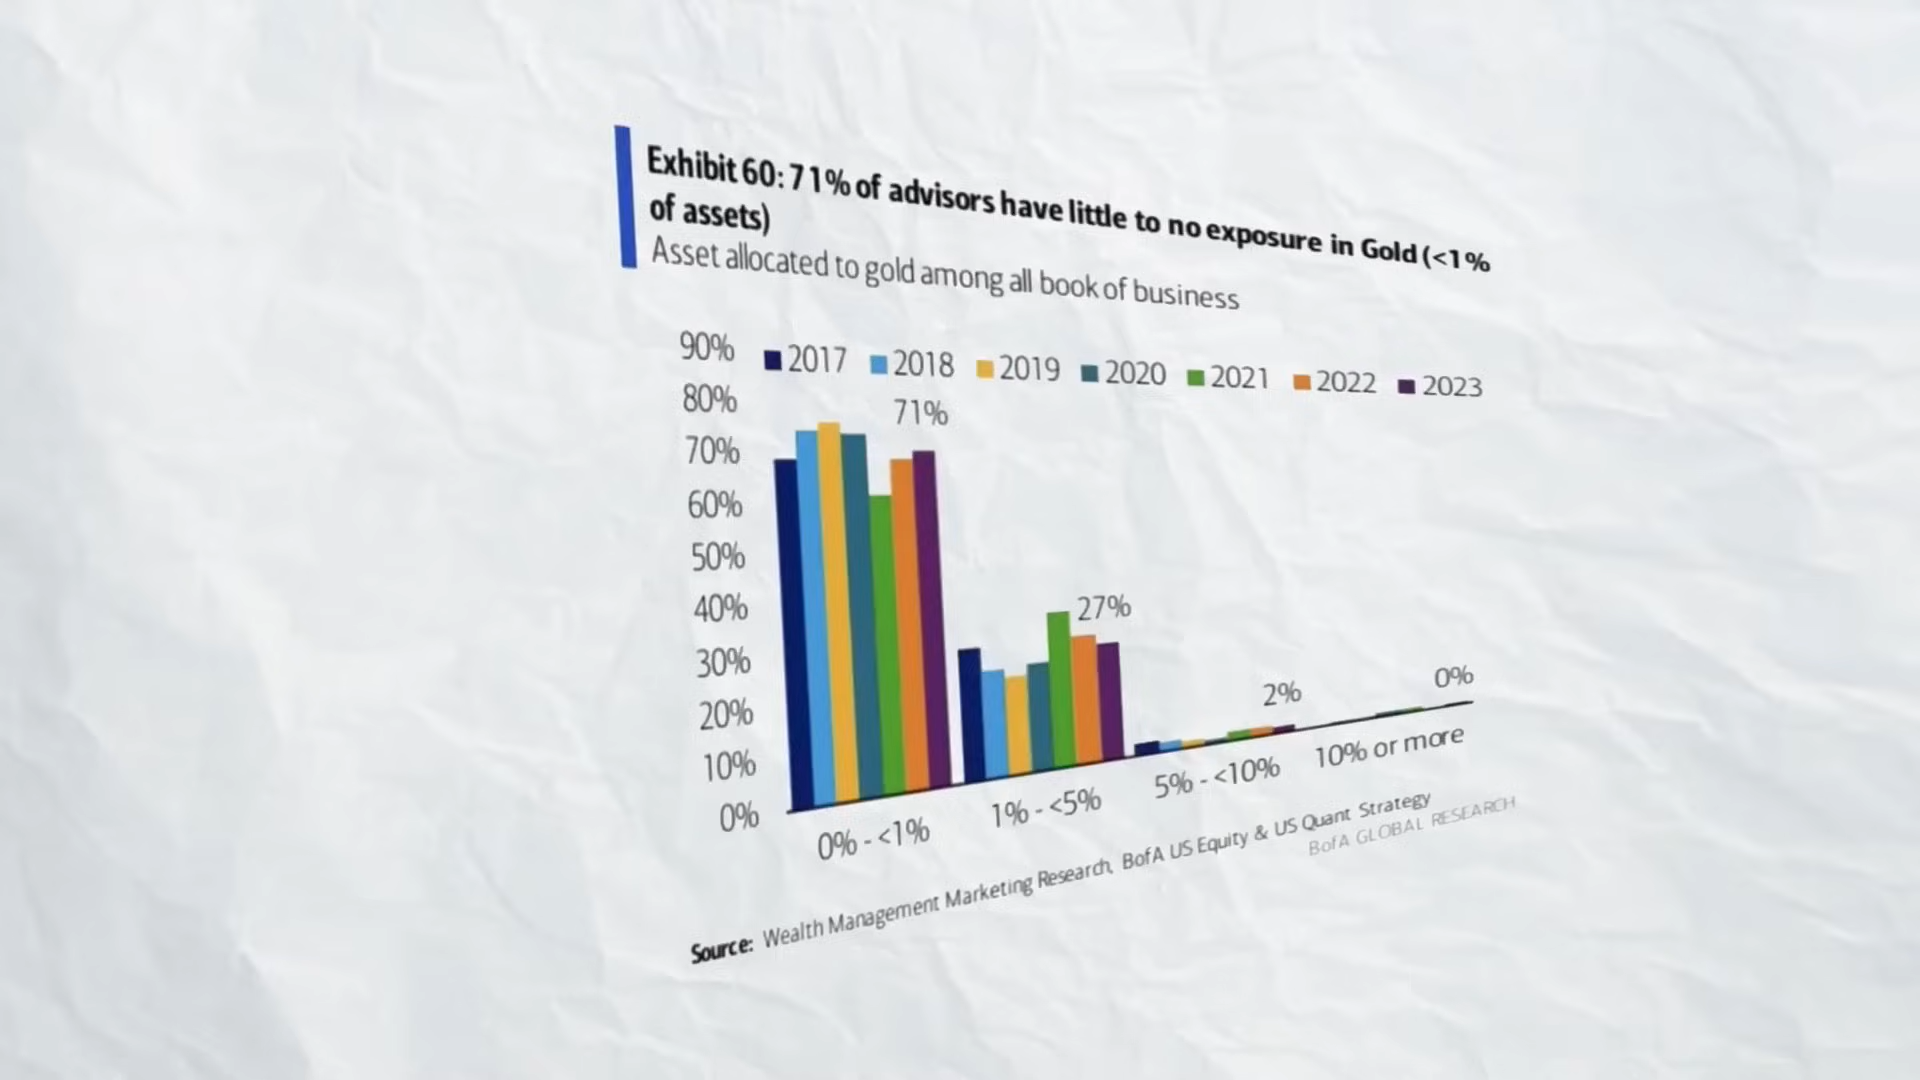 Exhibit 60: 71% of advisors have little to no exposure in Gold (<1%
of assets)
Asset allocated to gold among all book of business
90%
2017 2018 2019 2020 2021 2022 2023
80%
71%
70%
60%
50%
40%
27%
30%
20%
2%
0%
10%
0%
0% - <1% 1% - <5% 5% - <10% 10% or more
Source: Wealth Management Marketing Research, BofA US Equity & US Quant Strategy
BofA GLOBAL RESEARCH